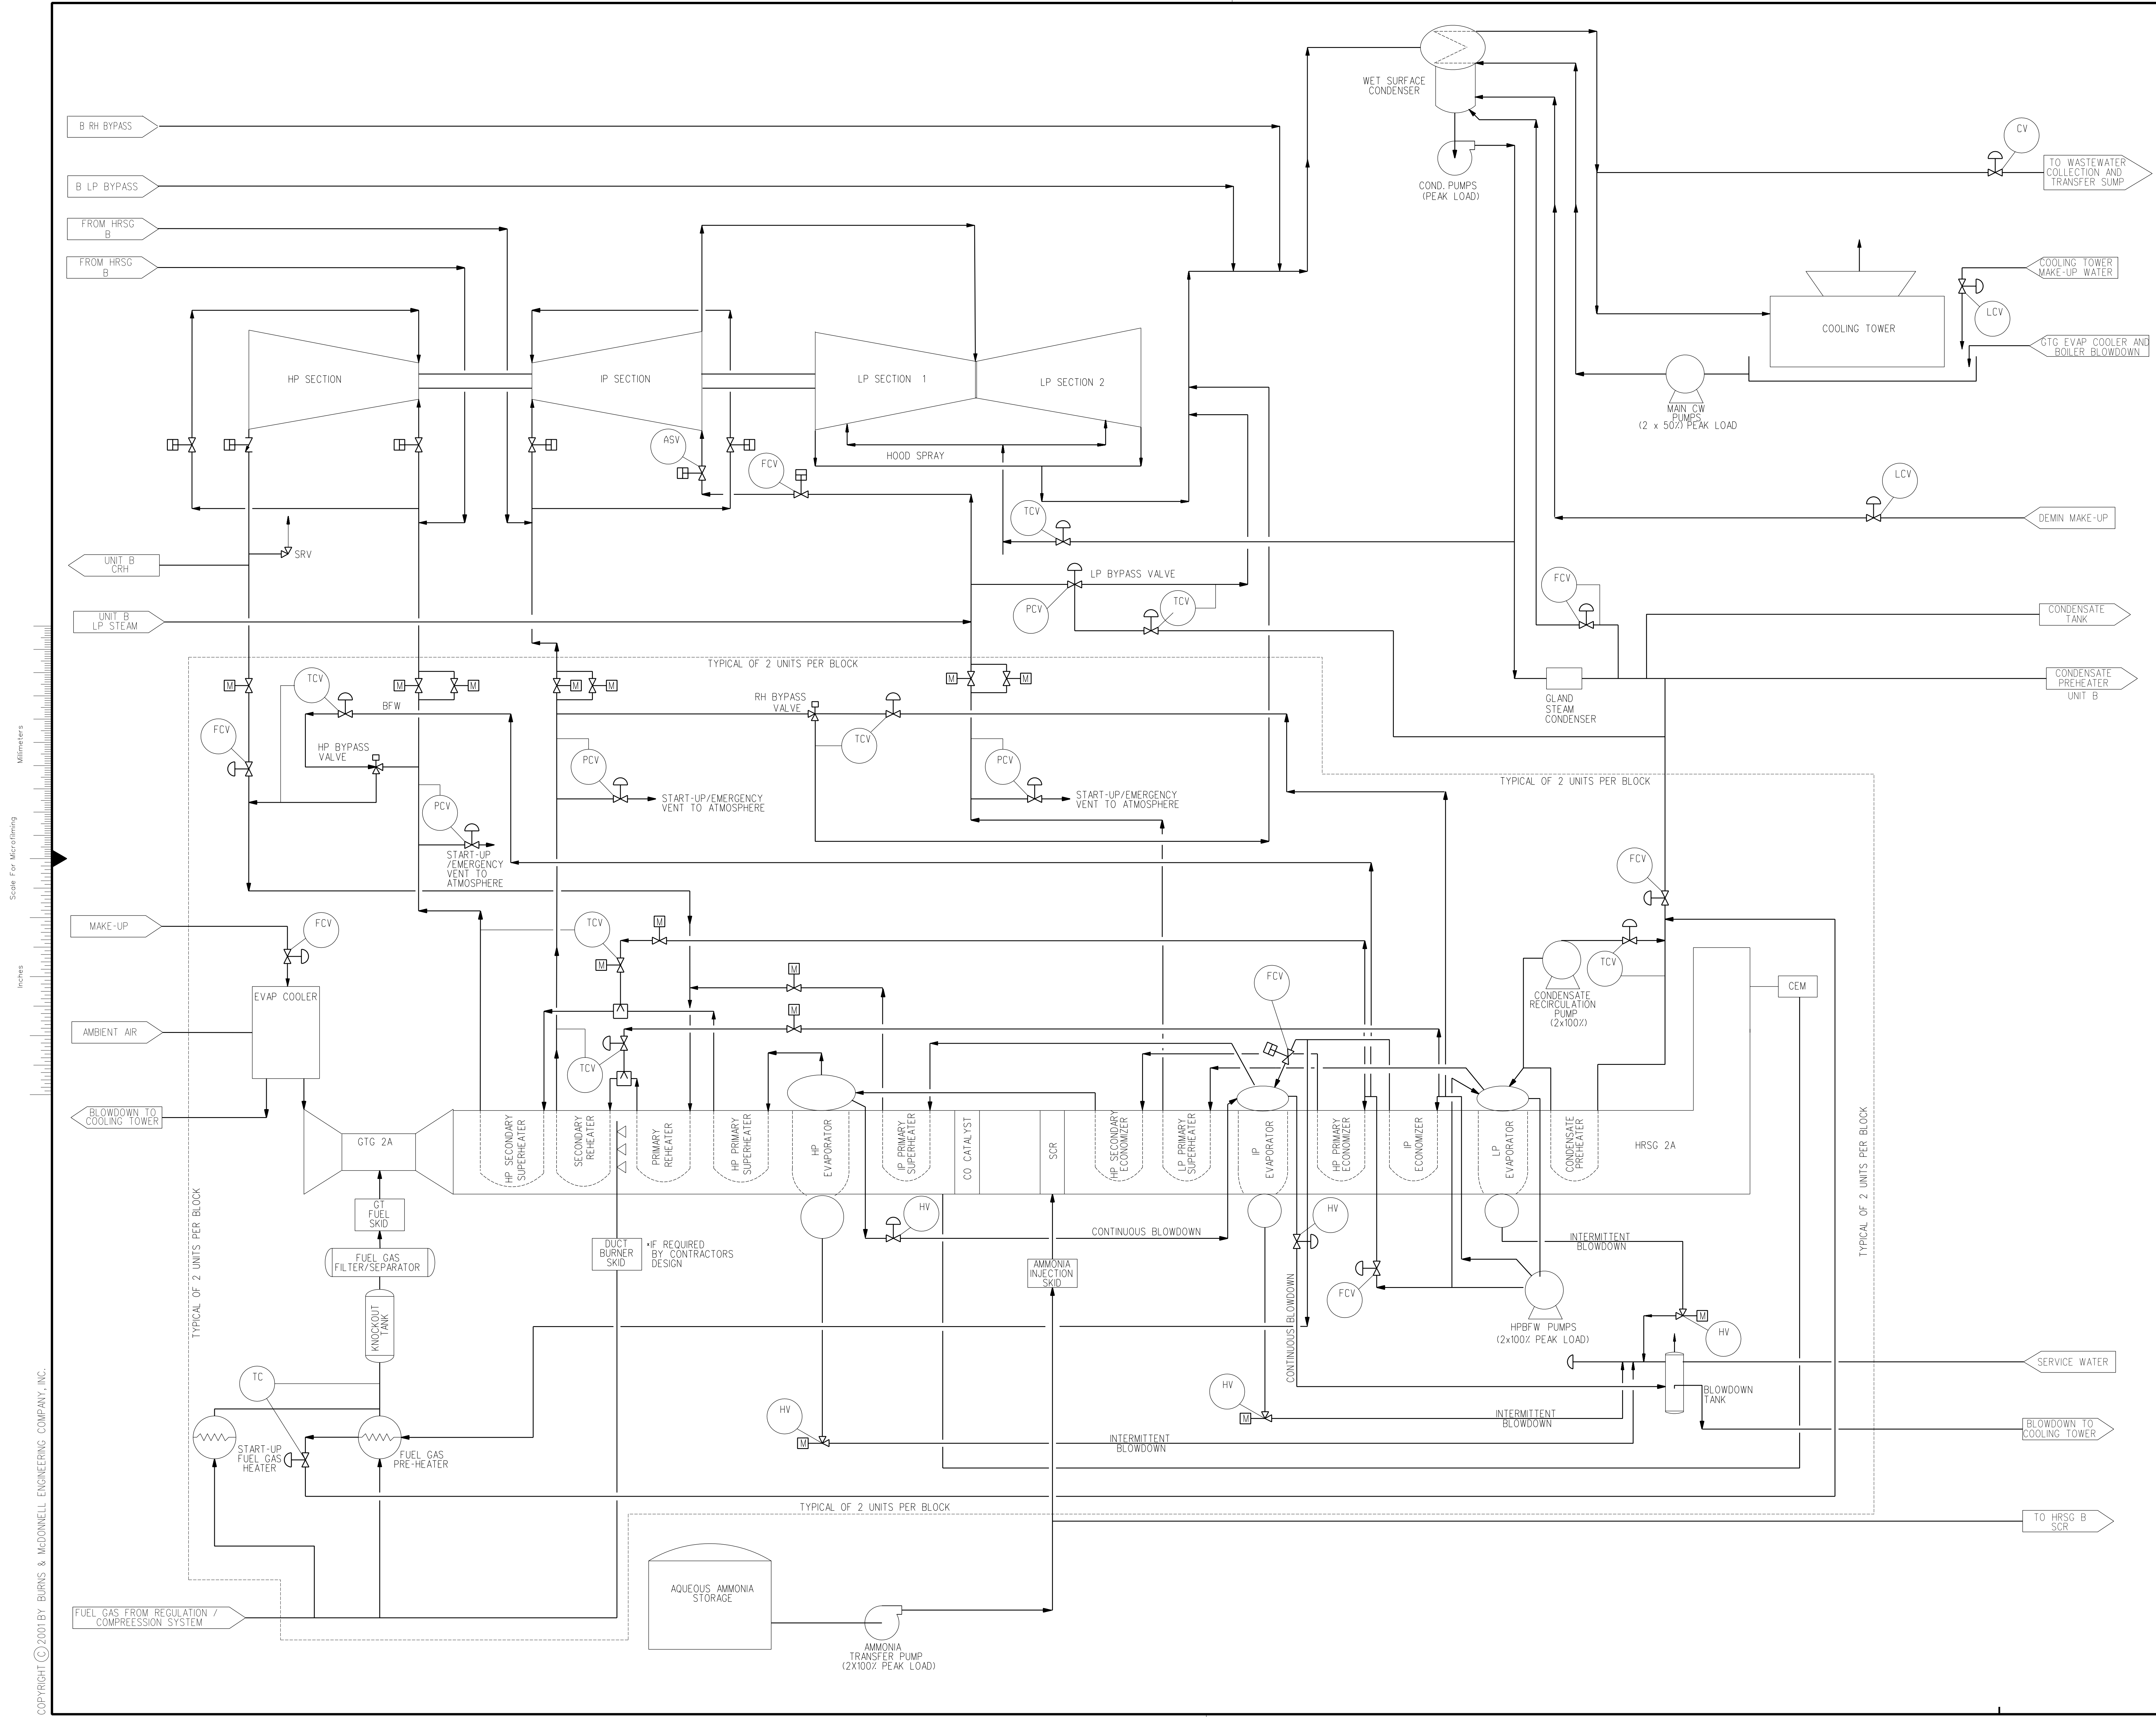 WET SURFACE
CONDENSER
B RH BYPASS
CV
TO WASTEWATER
COLLECTION AND
TRANSFER SUMP
B LP BYPASS
COND. PUMPS
(PEAK LOAD)
FROM HRSG
B
FROM HRSG
B
COOLING TOWER
MAKE-UP WATER
LCV
COOLING TOWER
GTG EVAP COOLER AND
BOILER BLOWDOWN
HP SECTION
IP SECTION
LP SECTION 1
LP SECTION 2
MAIN CW
PUMPS
(2 x 50%) PEAK LOAD
ASV
FCV
HOOD SPRAY
LCV
TCV
DEMIN MAKE-UP
SRV
UNIT B
CRH
LP BYPASS VALVE
PCV
TCV
FCV
CONDENSATE
TANK
UNIT B
LP STEAM
TYPICAL OF 2 UNITS PER BLOCK
CONDENSATE
PREHEATER
UNIT B
GLAND
STEAM
CONDENSER
TCV
M
M
M
M
M
M
M
BFW
RH BYPASS
VALVE
TCV
FCV
HP BYPASS
VALVE
PCV
PCV
PCV
START-UP/EMERGENCY
VENT TO ATMOSPHERE
START-UP/EMERGENCY
VENT TO ATMOSPHERE
TYPICAL OF 2 UNITS PER BLOCK
START-UP
/EMERGENCY
VENT TO
ATMOSPHERE
FCV
MAKE-UP
FCV
TCV
M
M
M
M
FCV
TCV
CONDENSATE
RECIRCULATION
PUMP
(2x100%)
CEM
EVAP COOLER
AMBIENT AIR
TCV
BLOWDOWN TO
COOLING TOWER
GTG 2A
HP SECONDARY
SUPERHEATER
SECONDARY
REHEATER
PRIMARY
REHEATER
HP PRIMARY
SUPERHEATER
HP
EVAPORATOR
IP PRIMARY
SUPERHEATER
CO CATALYST
SCR
HP SECONDARY
ECONOMIZER
LP PRIMARY
SUPERHEATER
IP
EVAPORATOR
HP PRIMARY
ECONOMIZER
IP
ECONOMIZER
LP
EVAPORATOR
CONDENSATE
PREHEATER
HRSG 2A
TYPICAL OF 2 UNITS PER BLOCK
TYPICAL OF 2 UNITS PER BLOCK
GT
FUEL
SKID
FUEL GAS
FILTER/SEPARATOR
KNOCKOUT
TANK
DUCT
BURNER
SKID
*IF REQUIRED
BY CONTRACTORS
DESIGN
HV
CONTINUOUS BLOWDOWN
AMMONIA
INJECTION
SKID
HV
CONTINUOUS BLOWDOWN
FCV
INTERMITTENT
BLOWDOWN
HPBFW PUMPS
(2x100% PEAK LOAD)
M
HV
SERVICE WATER
TC
HV
HV
M
M
INTERMITTENT
BLOWDOWN
INTERMITTENT
BLOWDOWN
BLOWDOWN
TANK
BLOWDOWN TO
COOLING TOWER
START-UP
FUEL GAS
HEATER
FUEL GAS
PRE-HEATER
TYPICAL OF 2 UNITS PER BLOCK
TO HRSG B
SCR
AQUEOUS AMMONIA
STORAGE
FUEL GAS FROM REGULATION /
COMPREESSION SYSTEM
AMMONIA
TRANSFER PUMP
(2X100% PEAK LOAD)
Millimeters
Scale For Microfilming
Inches
COPYRIGHT © 2001 BY BURNS & McDONNELL ENGINEERING COMPANY, INC.